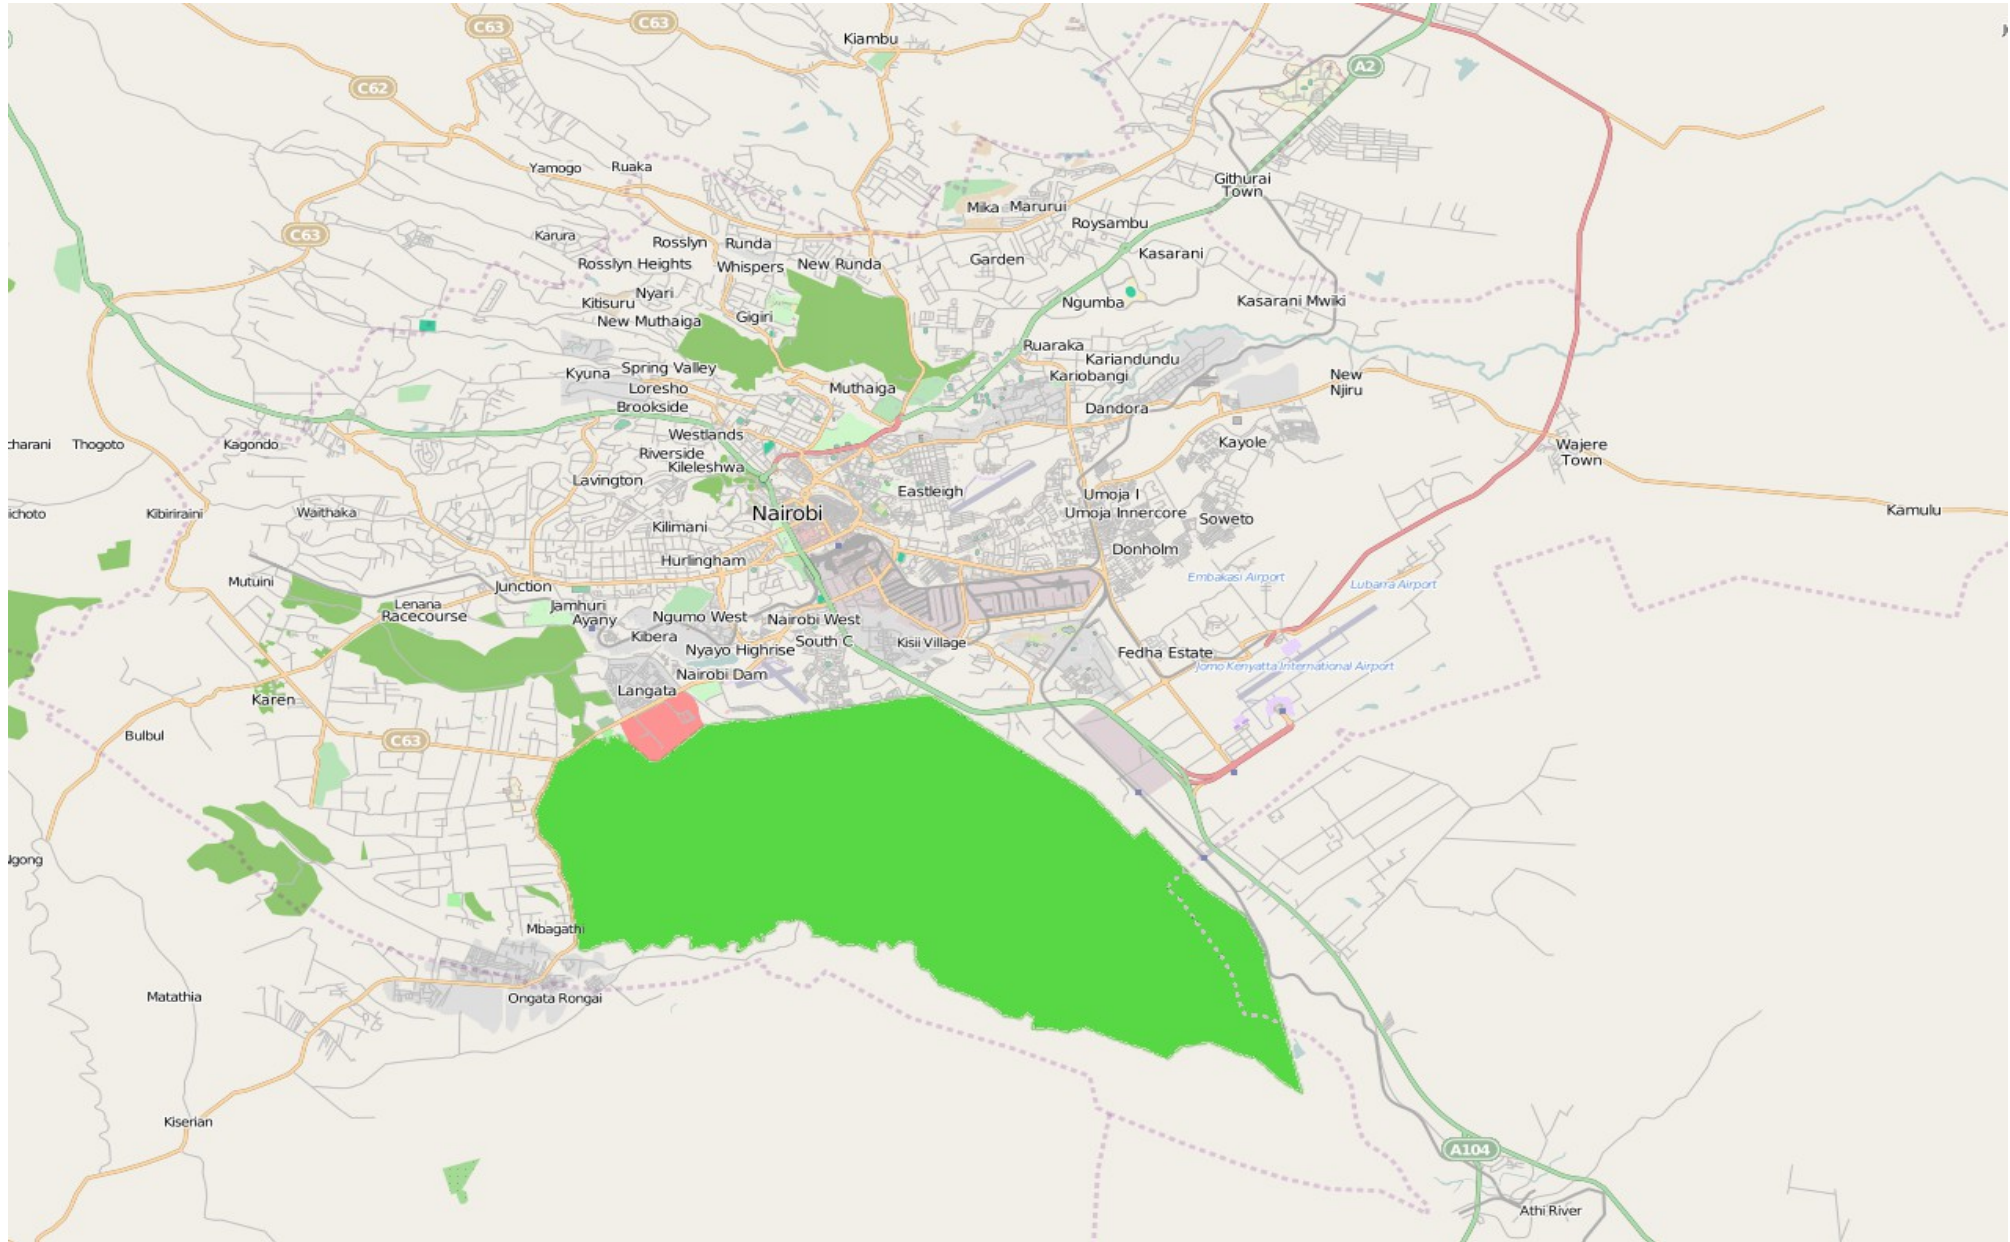 C63
C63
Kiambu
A2
C62
Yamogo
Ruaka
Githurai
Town
Mika
Marurui
Roysambu
C63
Karura
Rosslyn
Runda
Kasarani
Rosslyn Heights
Whispers
New Runda
Garden
Nyari
Kitisuru
Ngumba
Kasarani Mwiki
New Muthaiga
Gigiri
Ruaraka
Kariandundu
Spring Valley
Kyuna
Kariobangi
New
Njiru
Loresho
Muthaiga
Brookside
Dandora
Westlands
charani
Thogoto
Kagondo
Kayole
Wajere
Town
Riverside
Kileleshwa
Lavington
Eastleigh
Umoja I
ichoto
Kibiriraini
Waithaka
Nairobi
Umoja Innercore
Soweto
Kamulu
Kilimani
Donholm
Hurlingham
Embakasi Airport
Lubarra Airport
Mutuini
Junction
Lenana
Racecourse
Jamhuri
Ayany
Ngumo West
Nairobi West
Kibera
South C
Kisii Village
Nyayo Highrise
Fedha Estate
Jomo Kenyatta International Airport
Nairobi Dam
Langata
Karen
Bulbul
C63
Ngong
Mbagathi
Matathia
Ongata Rongai
Kiserian
A104
Athi River